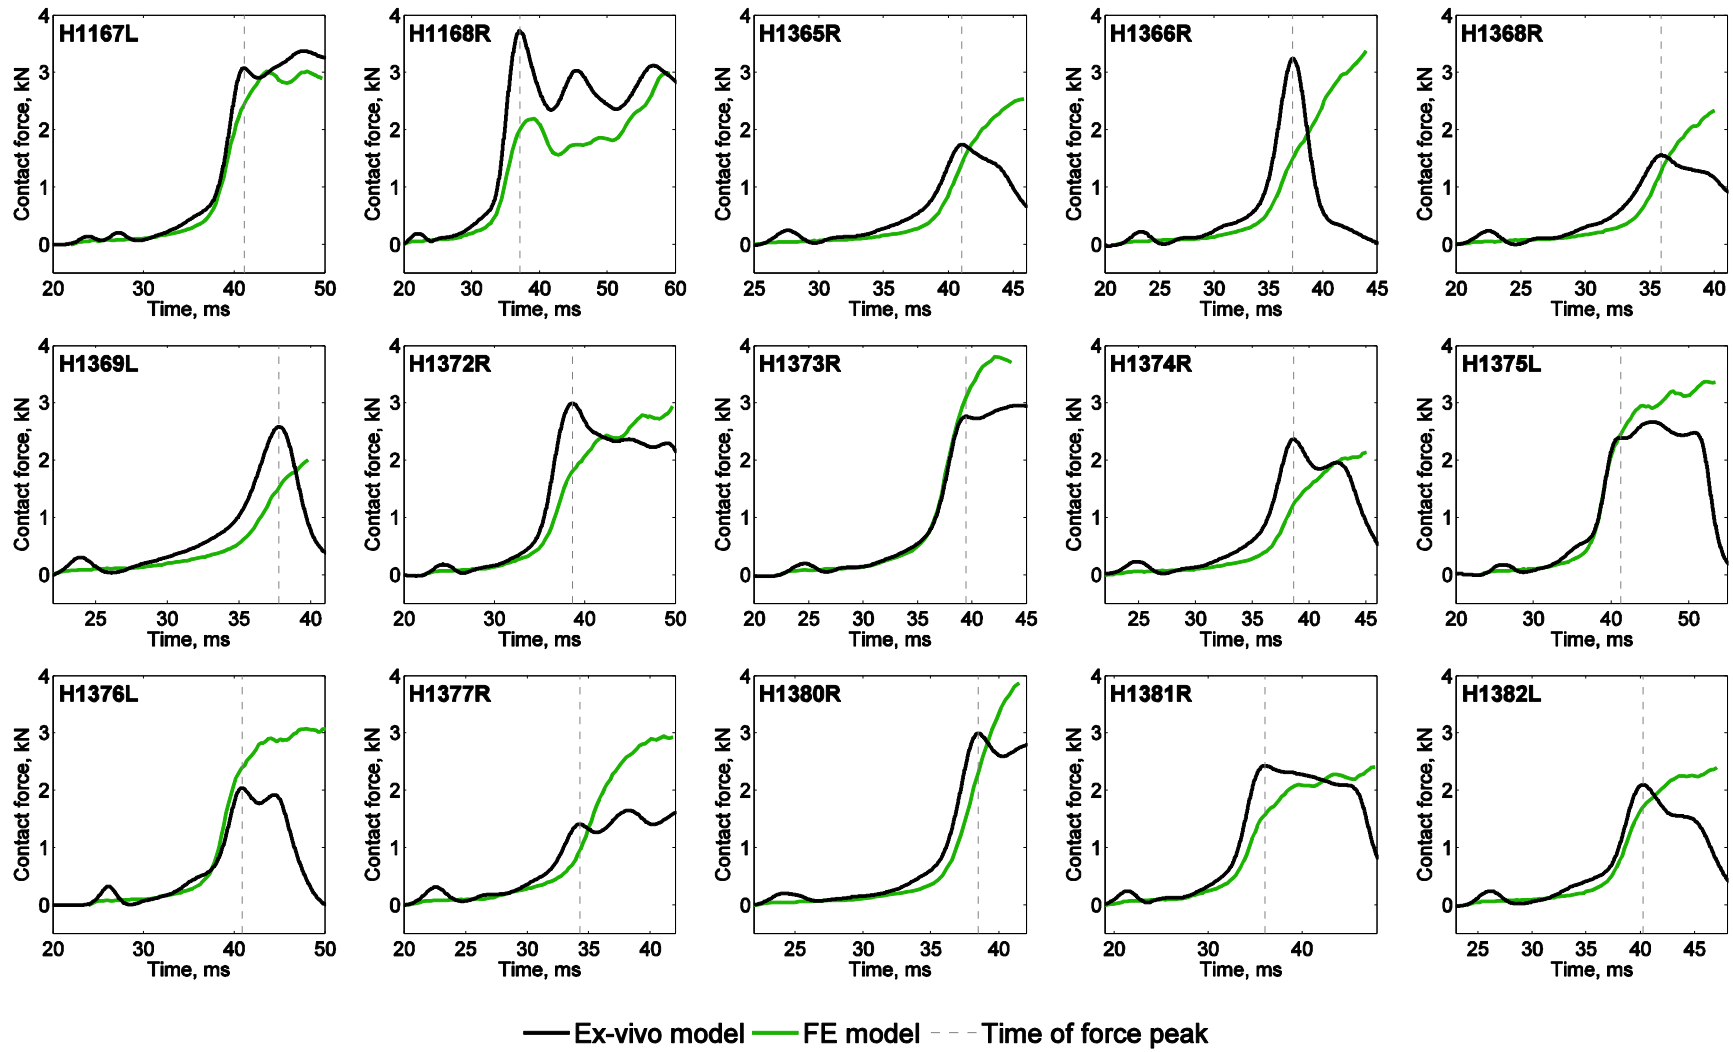 H1167L
Contact force, kN
4
3
2
1
0
20 30 40 50
Time, ms
H1168R
Contact force, kN
4
3
2
1
0
20 30 40 50 60
Time, ms
H1365R
Contact force, kN
4
3
2
1
0
25 30 35 40 45
Time, ms
H1366R
Contact force, kN
4
3
2
1
0
20 25 30 35 40 45
Time, ms
H1368R
Contact force, kN
4
3
2
1
0
20 25 30 35 40
Time, ms
H1369L
Contact force, kN
4
3
2
1
0
25 30 35 40
Time, ms
H1372R
Contact force, kN
4
3
2
1
0
20 25 30 35 40 45 50
Time, ms
H1373R
Contact force, kN
4
3
2
1
0
20 25 30 35 40 45
Time, ms
H1374R
Contact force, kN
4
3
2
1
0
25 30 35 40 45
Time, ms
H1375L
Contact force, kN
4
3
2
1
0
20 30 40 50
Time, ms
H1376L
Contact force, kN
4
3
2
1
0
20 30 40 50
Time, ms
H1377R
Contact force, kN
4
3
2
1
0
20 25 30 35 40
Time, ms
H1380R
Contact force, kN
4
3
2
1
0
25 30 35 40
Time, ms
H1381R
Contact force, kN
4
3
2
1
0
20 30 40
Time, ms
H1382L
Contact force, kN
4
3
2
1
0
25 30 35 40 45
Time, ms
Ex-vivo model FE model Time of force peak